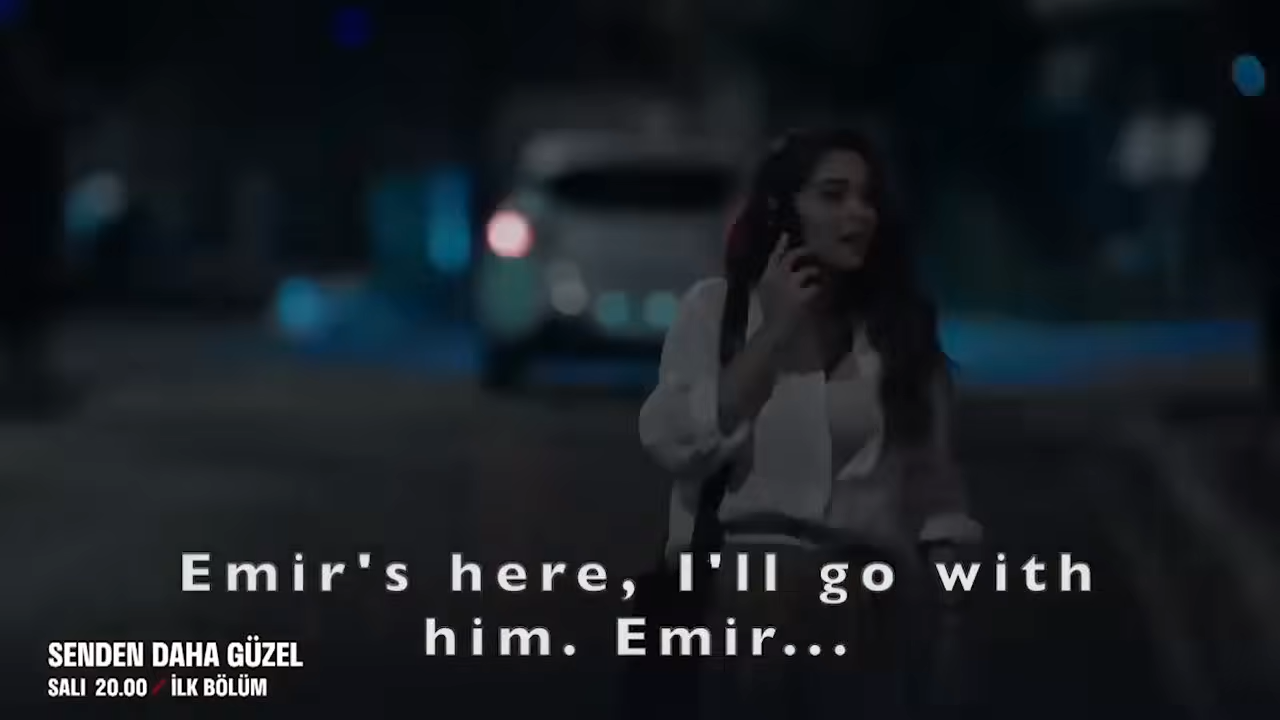 Emir's here, I'll go with
him. Emir...
SENDEN DAHA GÜZEL
SALI 20.00 / İLK BÖLÜM